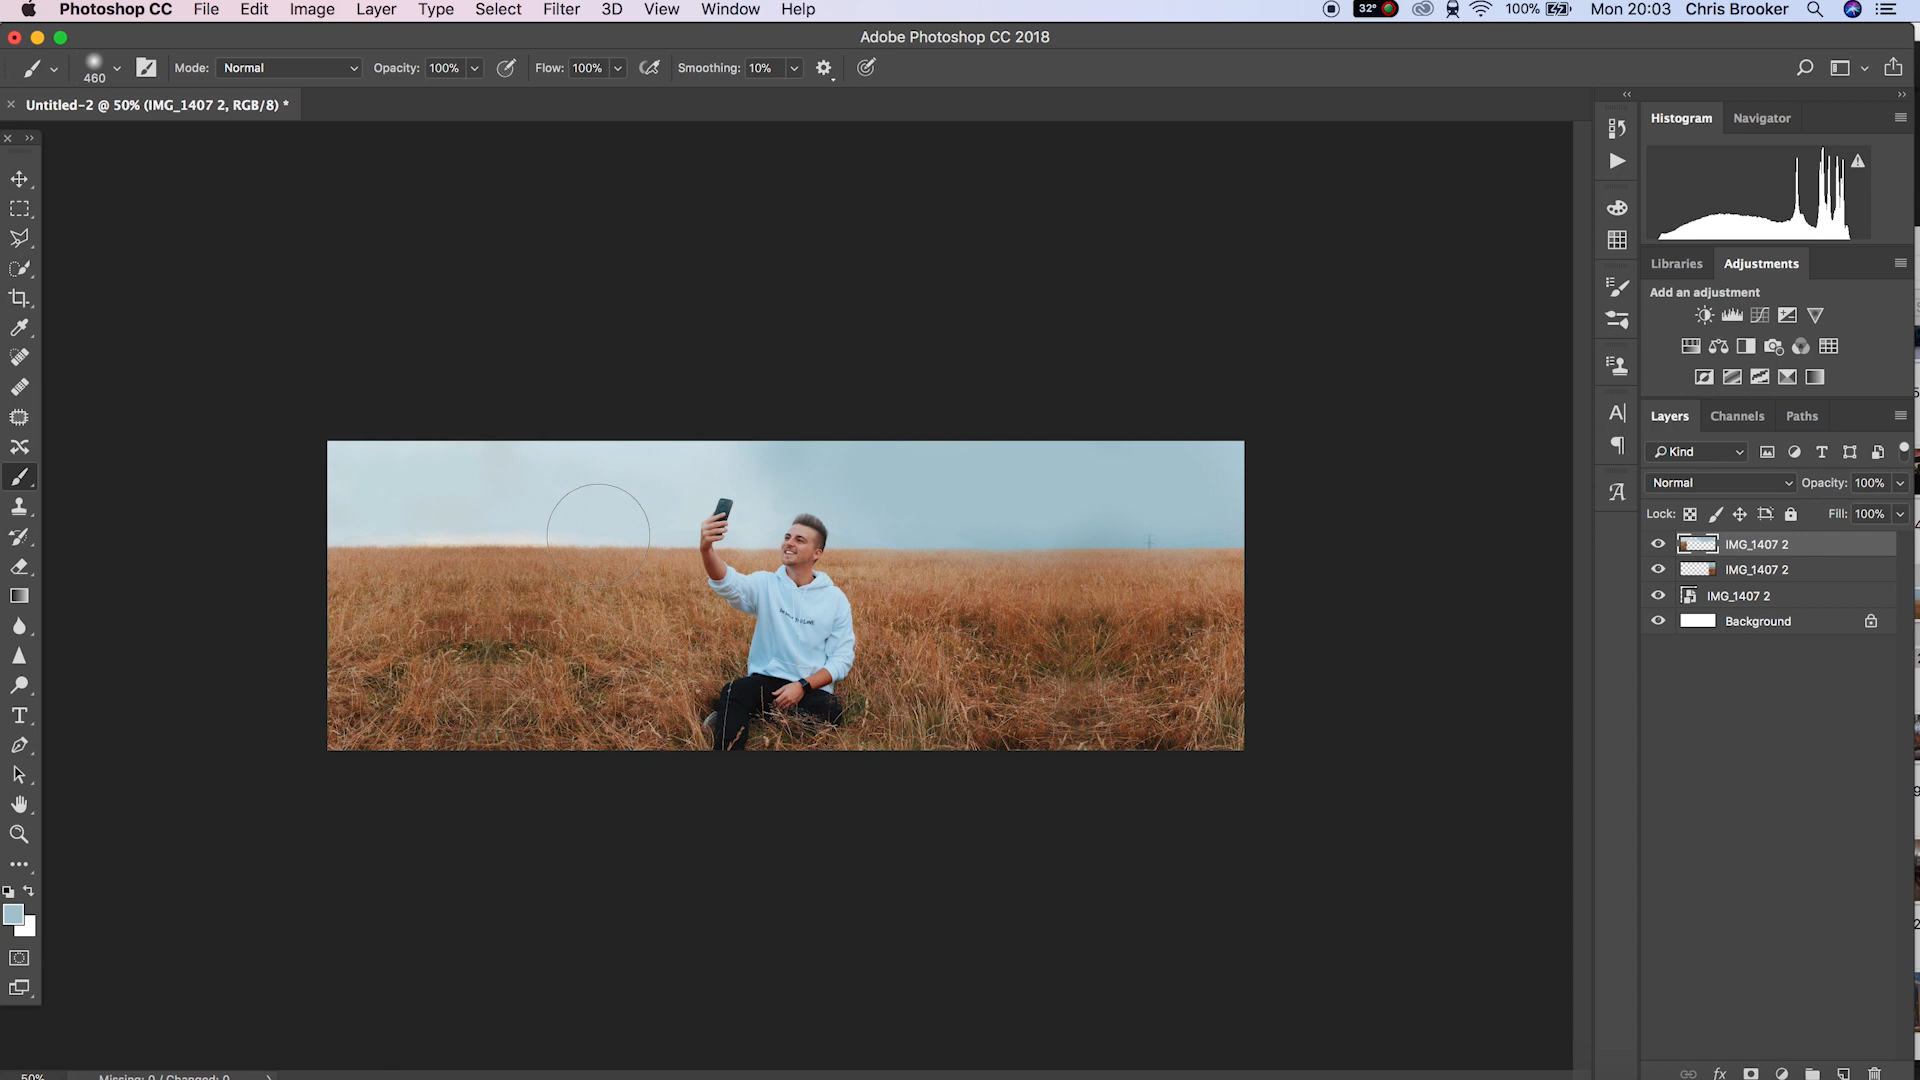 Photoshop CC File Edit Image Layer Type Select Filter 3D View Window Help 32° 100% Mon 20:03 Chris Brooker
Adobe Photoshop CC 2018
460 Mode: Normal Opacity: 100% Flow: 100% Smoothing: 10%
Untitled-2 @ 50% (IMG_1407 2, RGB/8) *
Histogram Navigator
Libraries Adjustments
Add an adjustment
Layers Channels Paths
Kind
Normal Opacity: 100%
Lock: Fill: 100%
IMG_1407 2
IMG_1407 2
IMG_1407 2
Background
50% Missing: 0 / Changed: 0